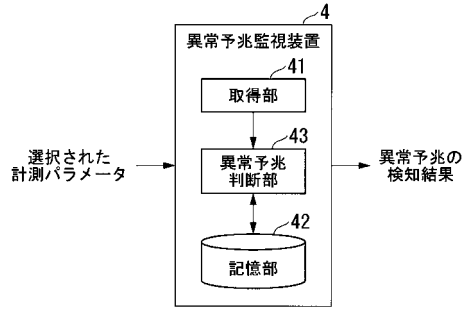 4
異常予兆監視装置
41
取得部
43
選択された
計測パラメータ
異常予兆
判断部
異常予兆の
検知結果
42
記憶部